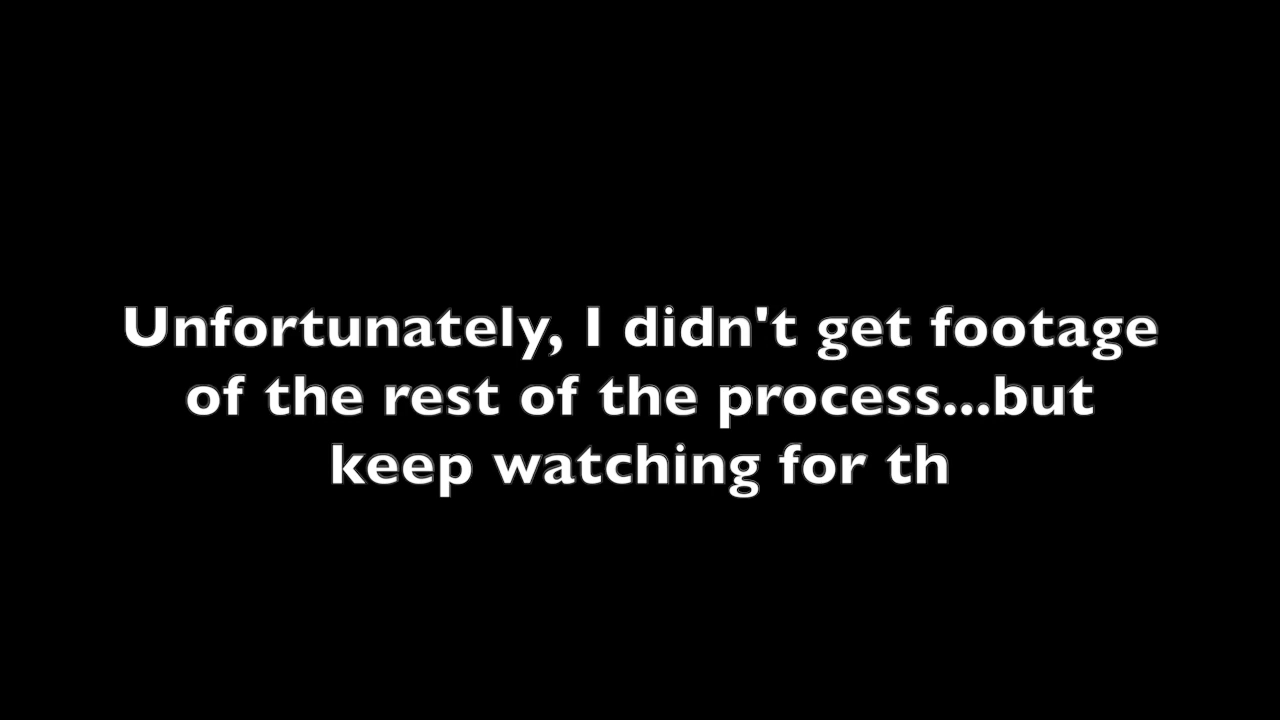 Unfortunately, I didn't get footage
of the rest of the process...but
keep watching for th